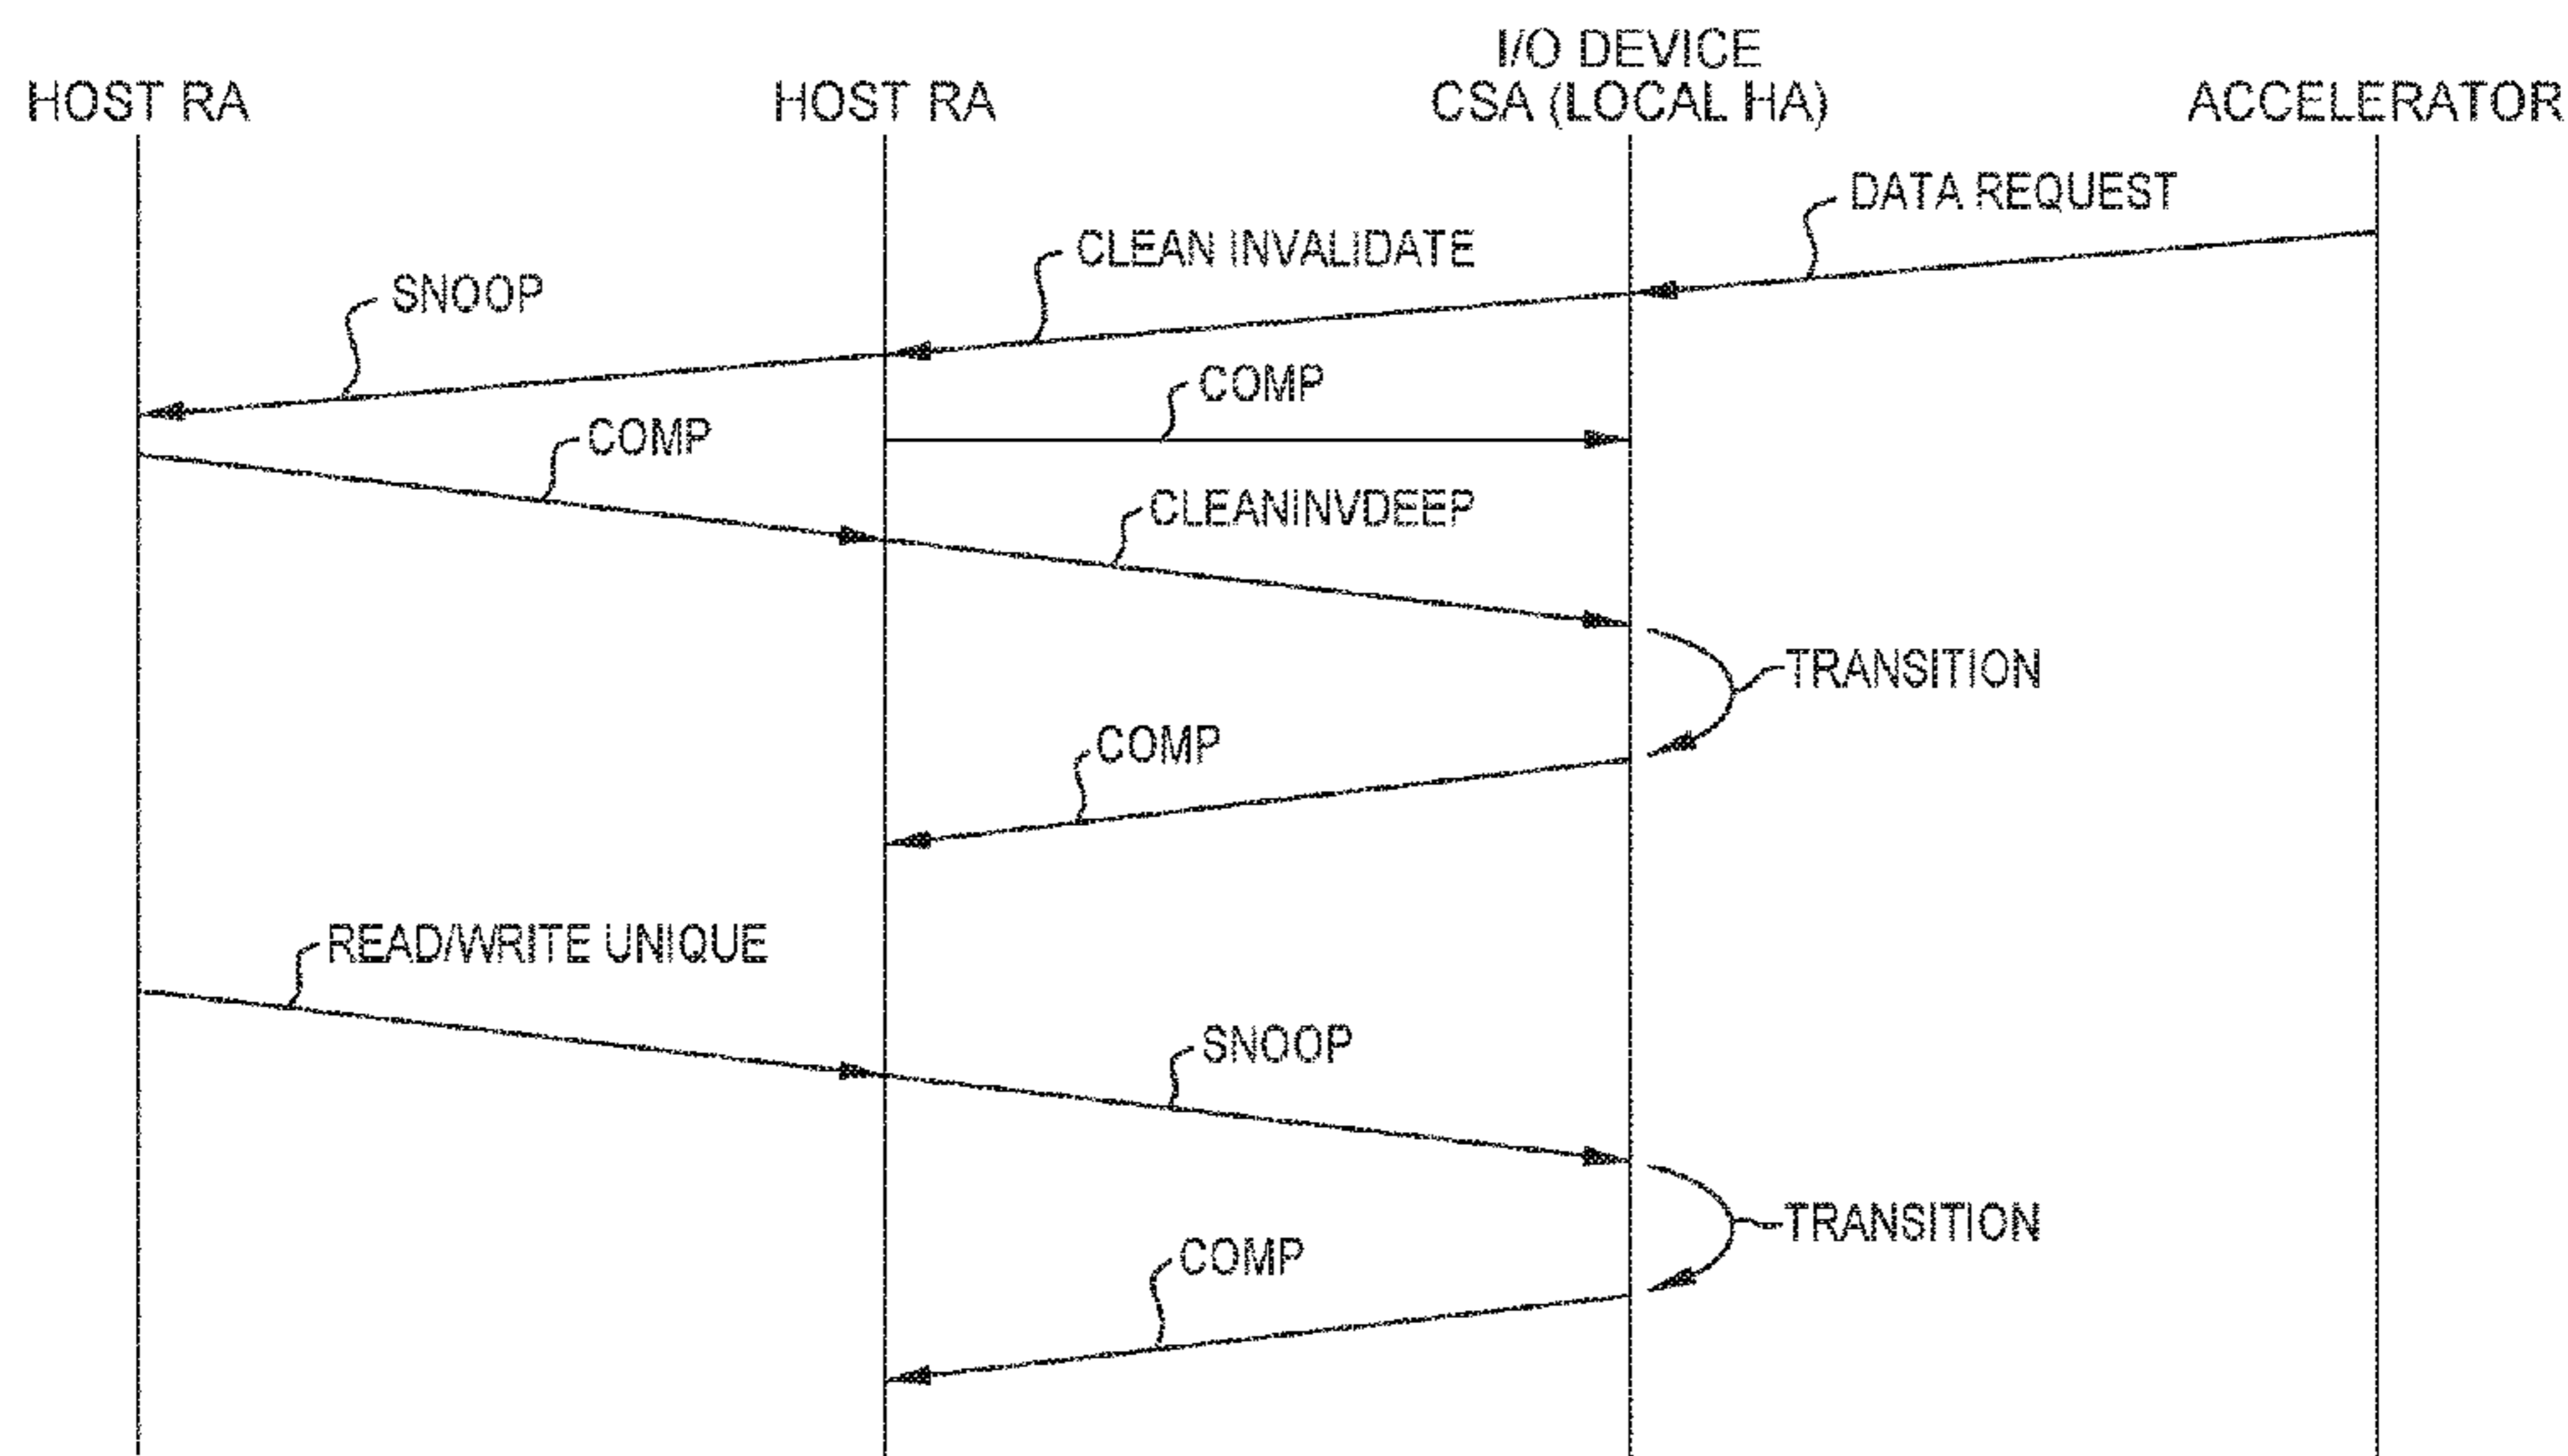 HOST RA
HOST RA
I/O DEVICE
CSA (LOCAL HA)
ACCELERATOR
DATA REQUEST
CLEAN INVALIDATE
SNOOP
COMP
COMP
CLEANINVDEEP
TRANSITION
COMP
READ/WRITE UNIQUE
SNOOP
TRANSITION
COMP